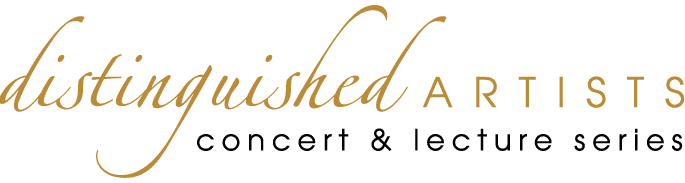 distinguished ARTISTS
concert & lecture series